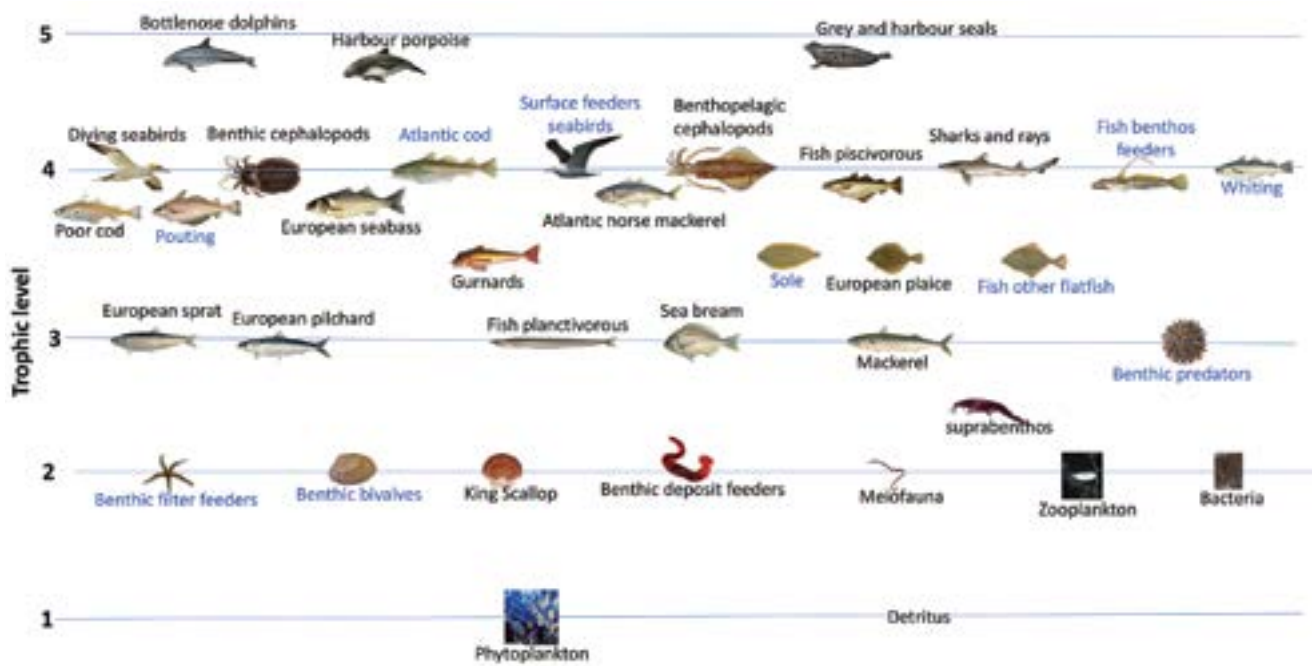 Bottlenose dolphins
Harbour porpoise
Grey and harbour seals
5
Diving seabirds
Benthic cephalopods
Atlantic cod
Surface feeders
seabirds
Benthopelagic
cephalopods
Fish piscivorous
Sharks and rays
Fish benthos
feeders
4
Whiting
Poor cod
Pouting
European seabass
Atlantic horse mackerel
Gurnards
Sole
European plaice
Fish other flatfish
Trophic level
European sprat
European pilchard
Fish planctivorous
Sea bream
3
Mackerel
Benthic predators
suprabenthos
2
Benthic filter feeders
Benthic bivalves
King Scallop
Benthic deposit feeders
Meiofauna
Zooplankton
Bacteria
1
Detritus
Phytoplankton